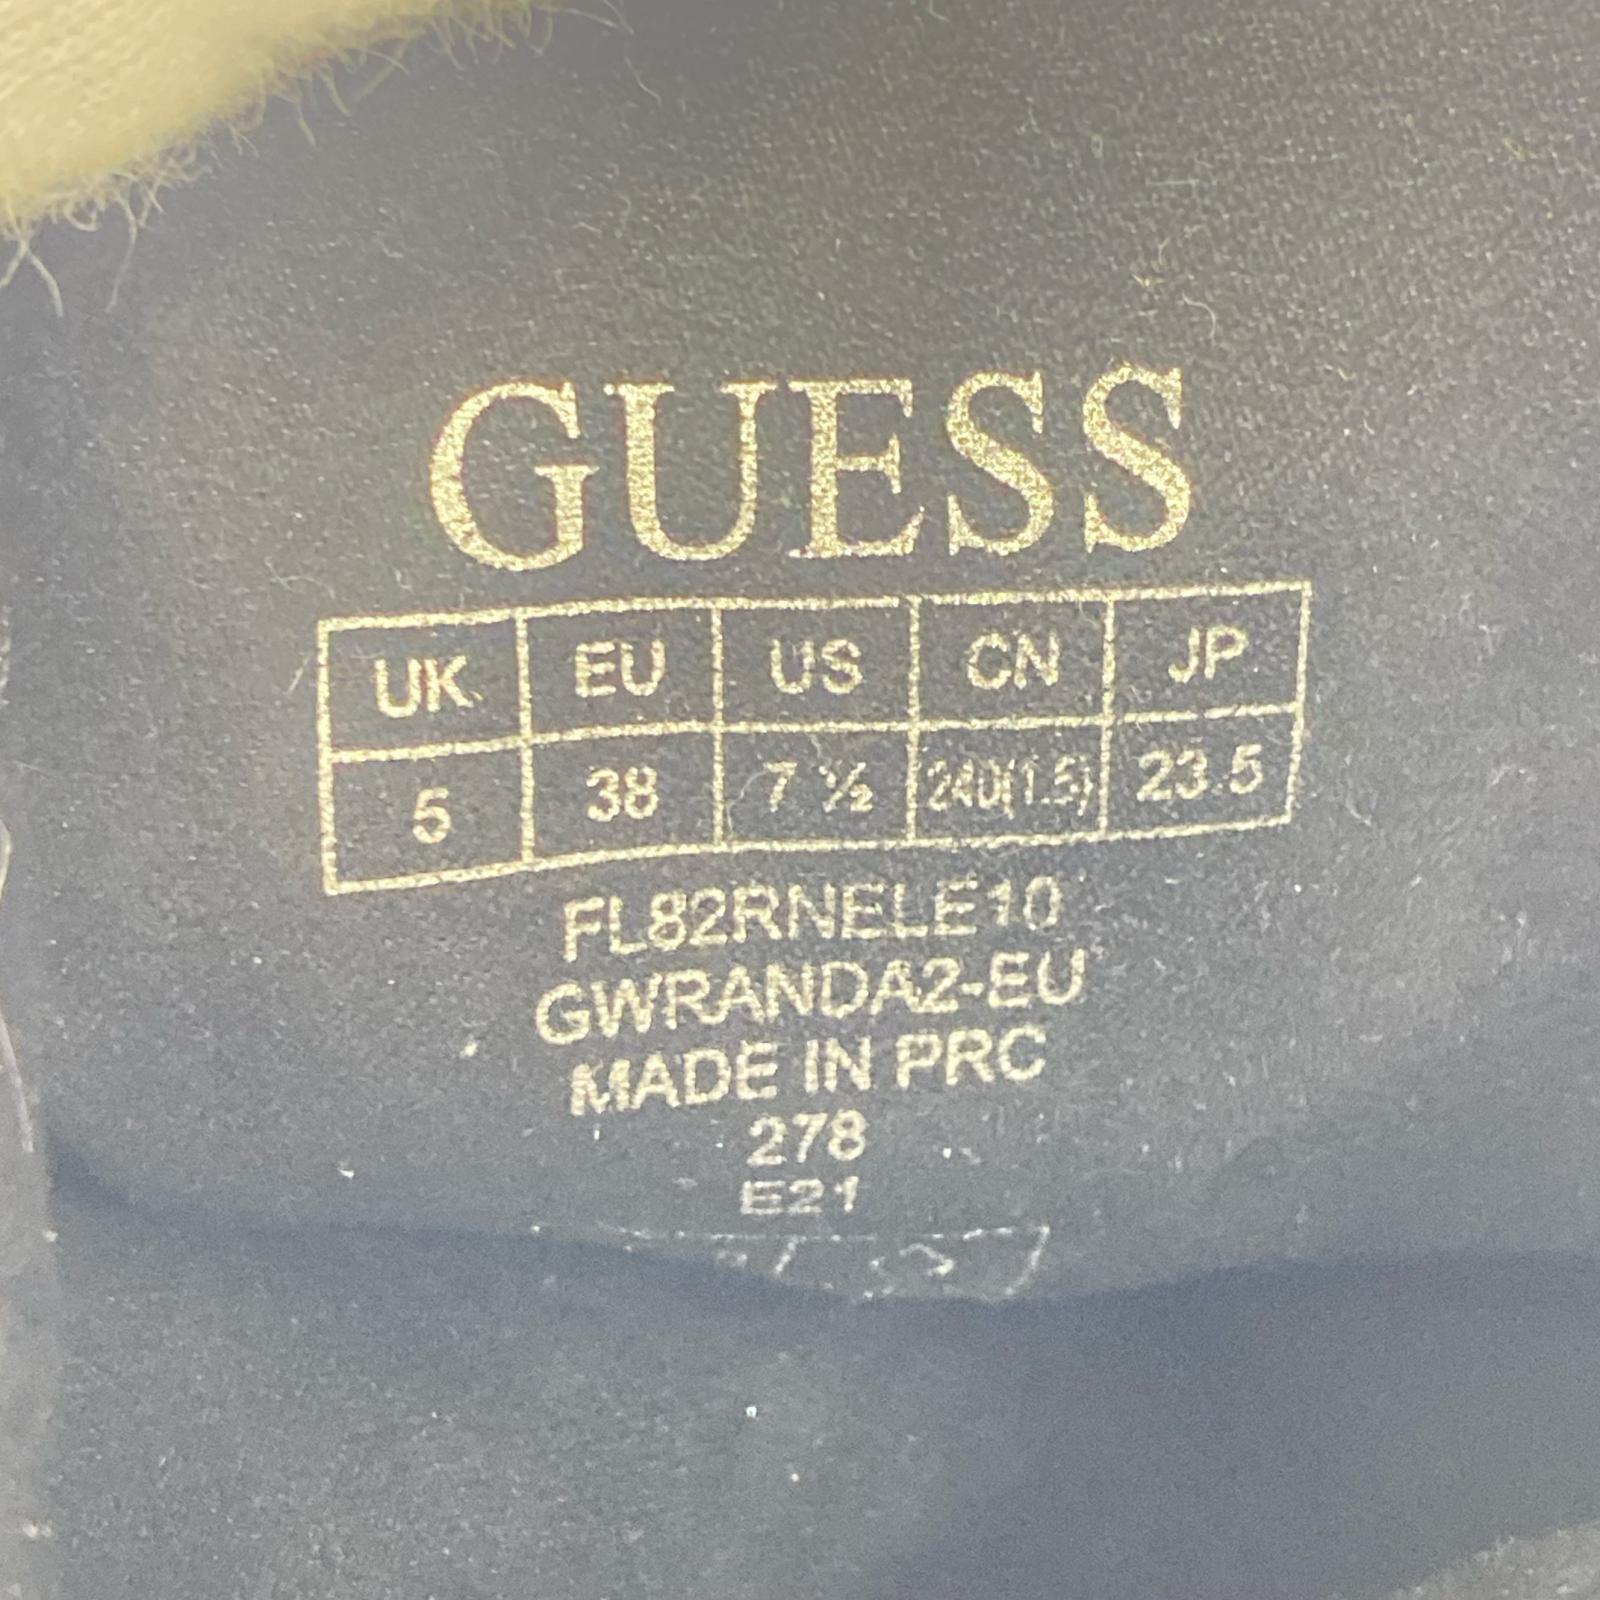 GUESS
UK EU US CN JP
5 38 7 ½ 240(1.5) 23.5
FL82RNELE10
GWRANDA2-EU
MADE IN PRC
278
E21